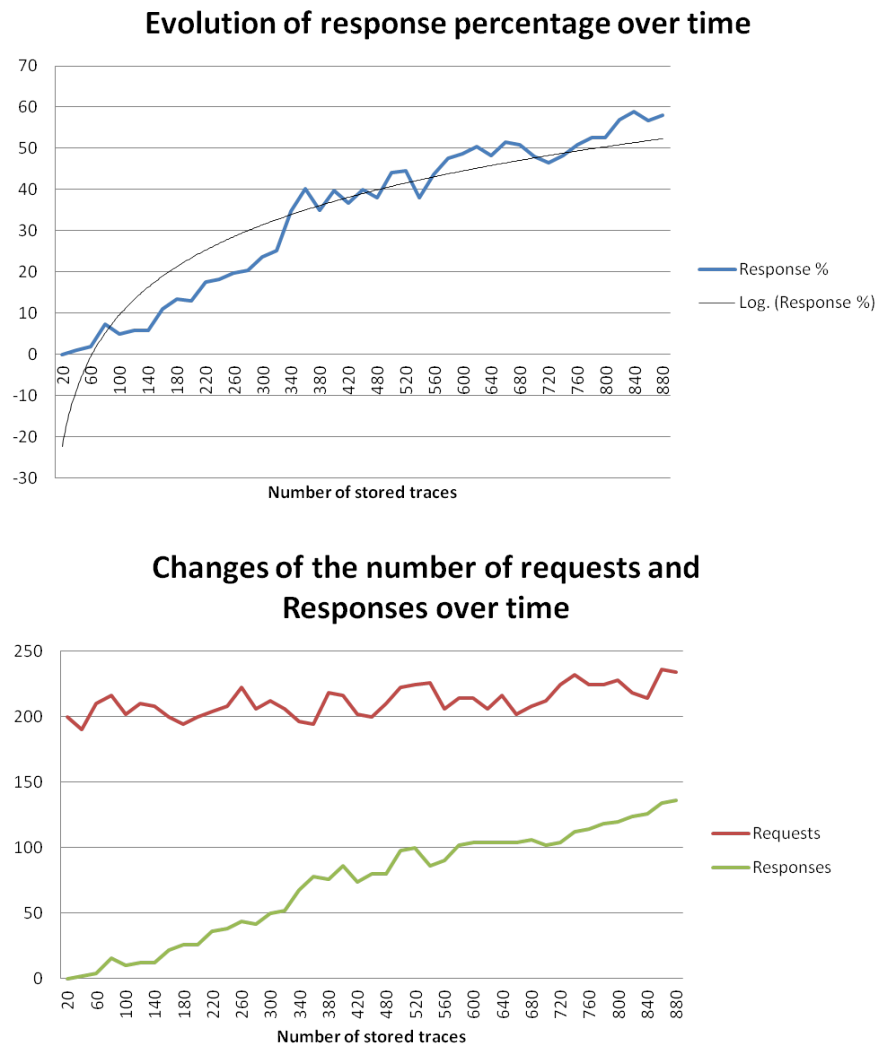 Evolution of response percentage over time
70
60
50
40
30
20
10
0
-10
-20
-30
20 60 100 140 180 220 260 300 340 380 420 480 520 560 600 640 680 720 760 800 840 880
Number of stored traces
Response %
Log. (Response %)
Changes of the number of requests and
Responses over time
250
200
150
100
50
0
20 60 100 140 180 220 260 300 340 380 420 480 520 560 600 640 680 720 760 800 840 880
Number of stored traces
Requests
Responses